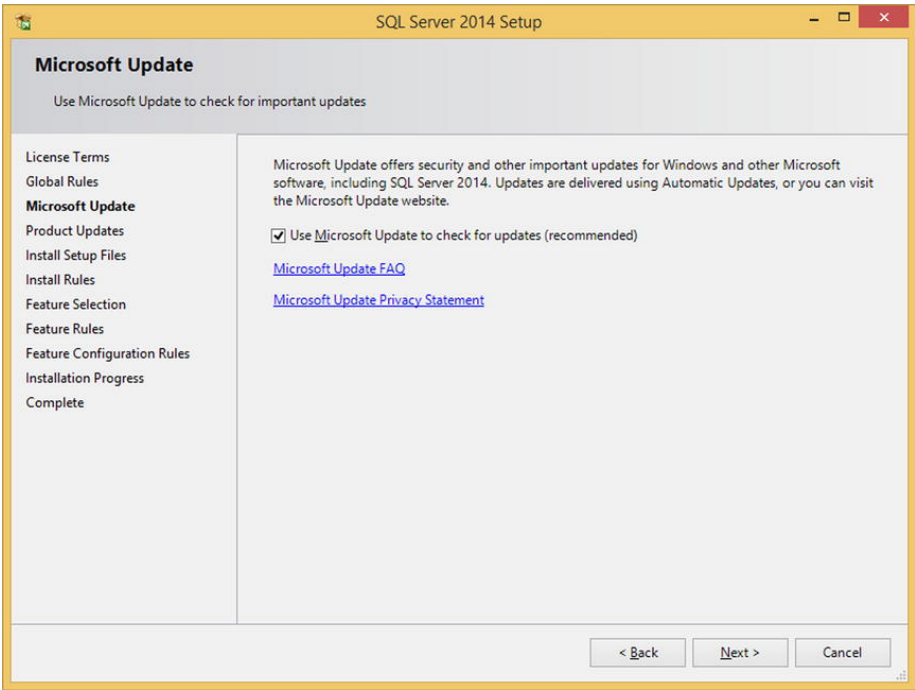 SQL Server 2014 Setup
Microsoft Update
Use Microsoft Update to check for important updates
License Terms
Global Rules
Microsoft Update
Product Updates
Install Setup Files
Install Rules
Feature Selection
Feature Rules
Feature Configuration Rules
Installation Progress
Complete
Microsoft Update offers security and other important updates for Windows and other Microsoft
software, including SQL Server 2014. Updates are delivered using Automatic Updates, or you can visit
the Microsoft Update website.
Use Microsoft Update to check for updates (recommended)
Microsoft Update FAQ
Microsoft Update Privacy Statement
< Back
Next >
Cancel